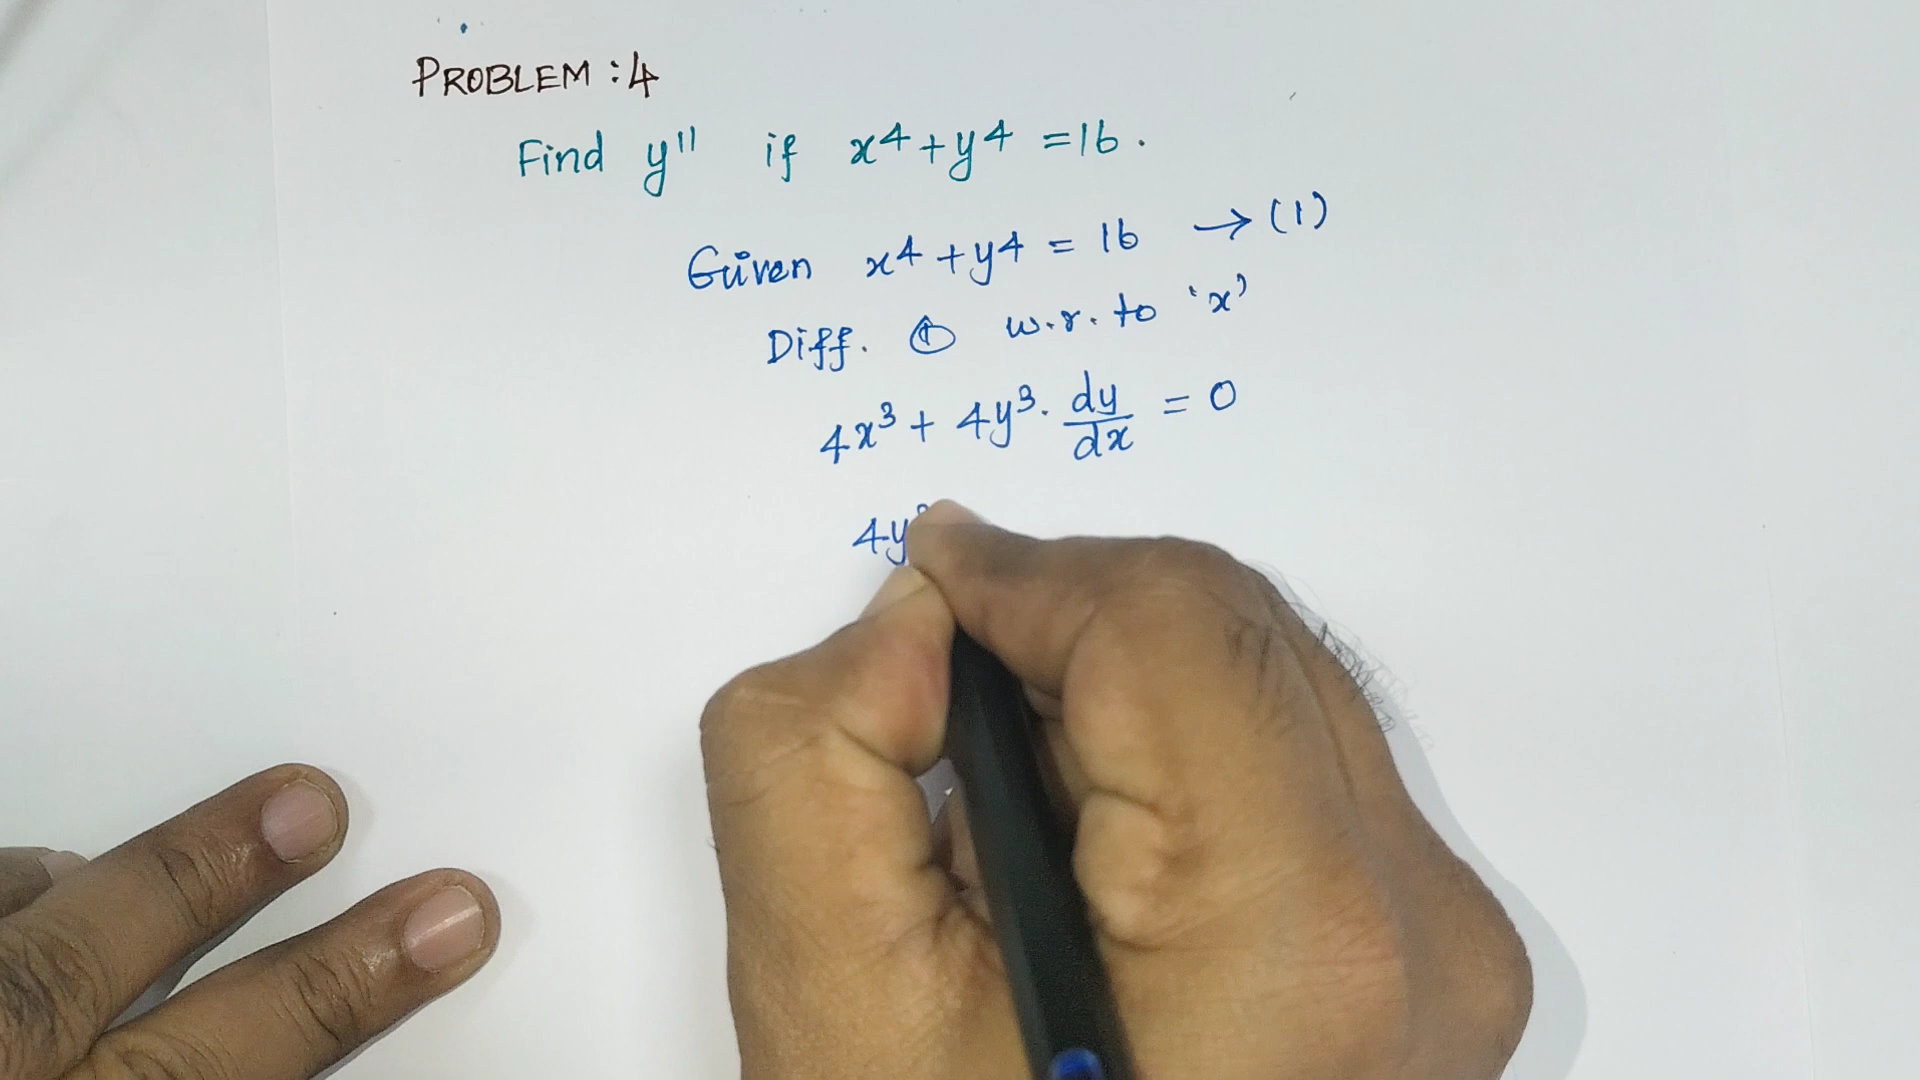 PROBLEM : 4
Find y'' if x⁴ + y⁴ = 16.
Given x⁴ + y⁴ = 16 → (1)
Diff. ① w.r. to 'x'
4x³ + 4y³ · dy/dx = 0
4y³